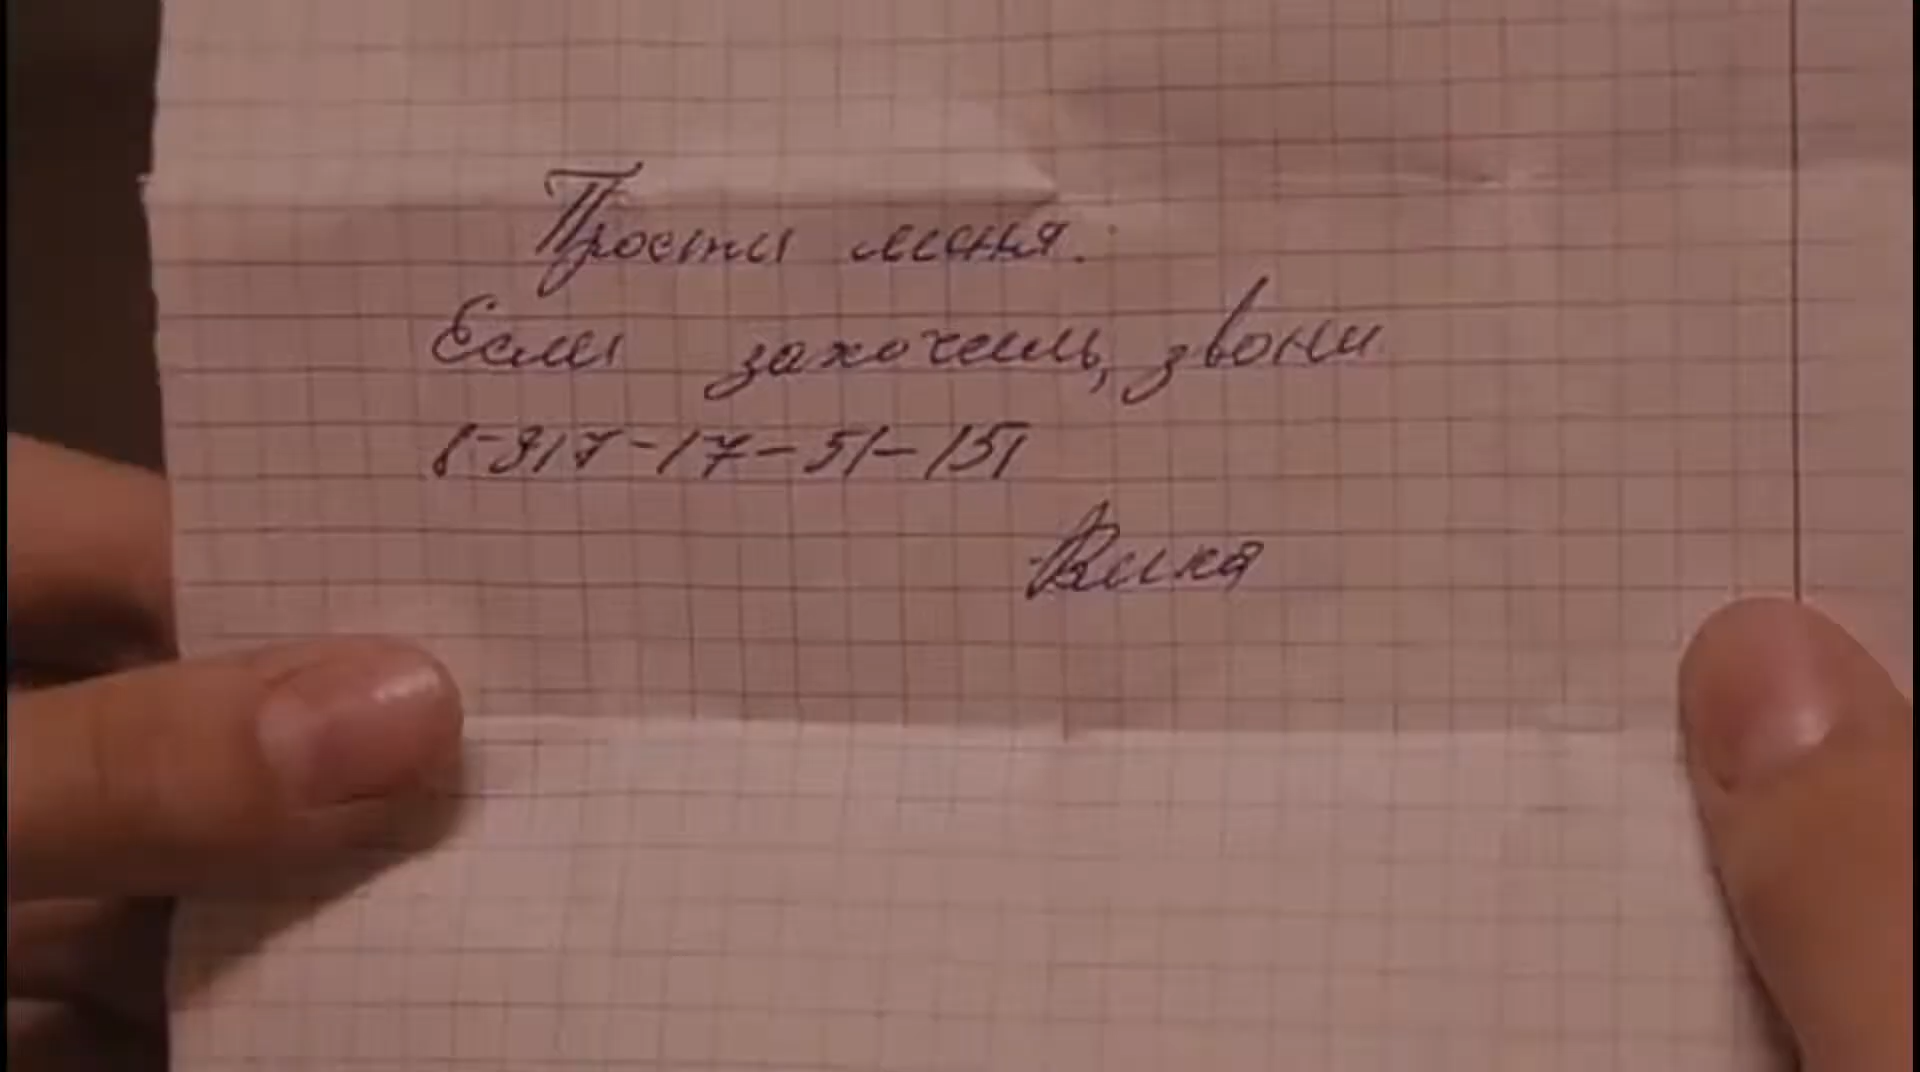 Прости меня.
Если захочешь, звони
8-917-17-51-151
Вика